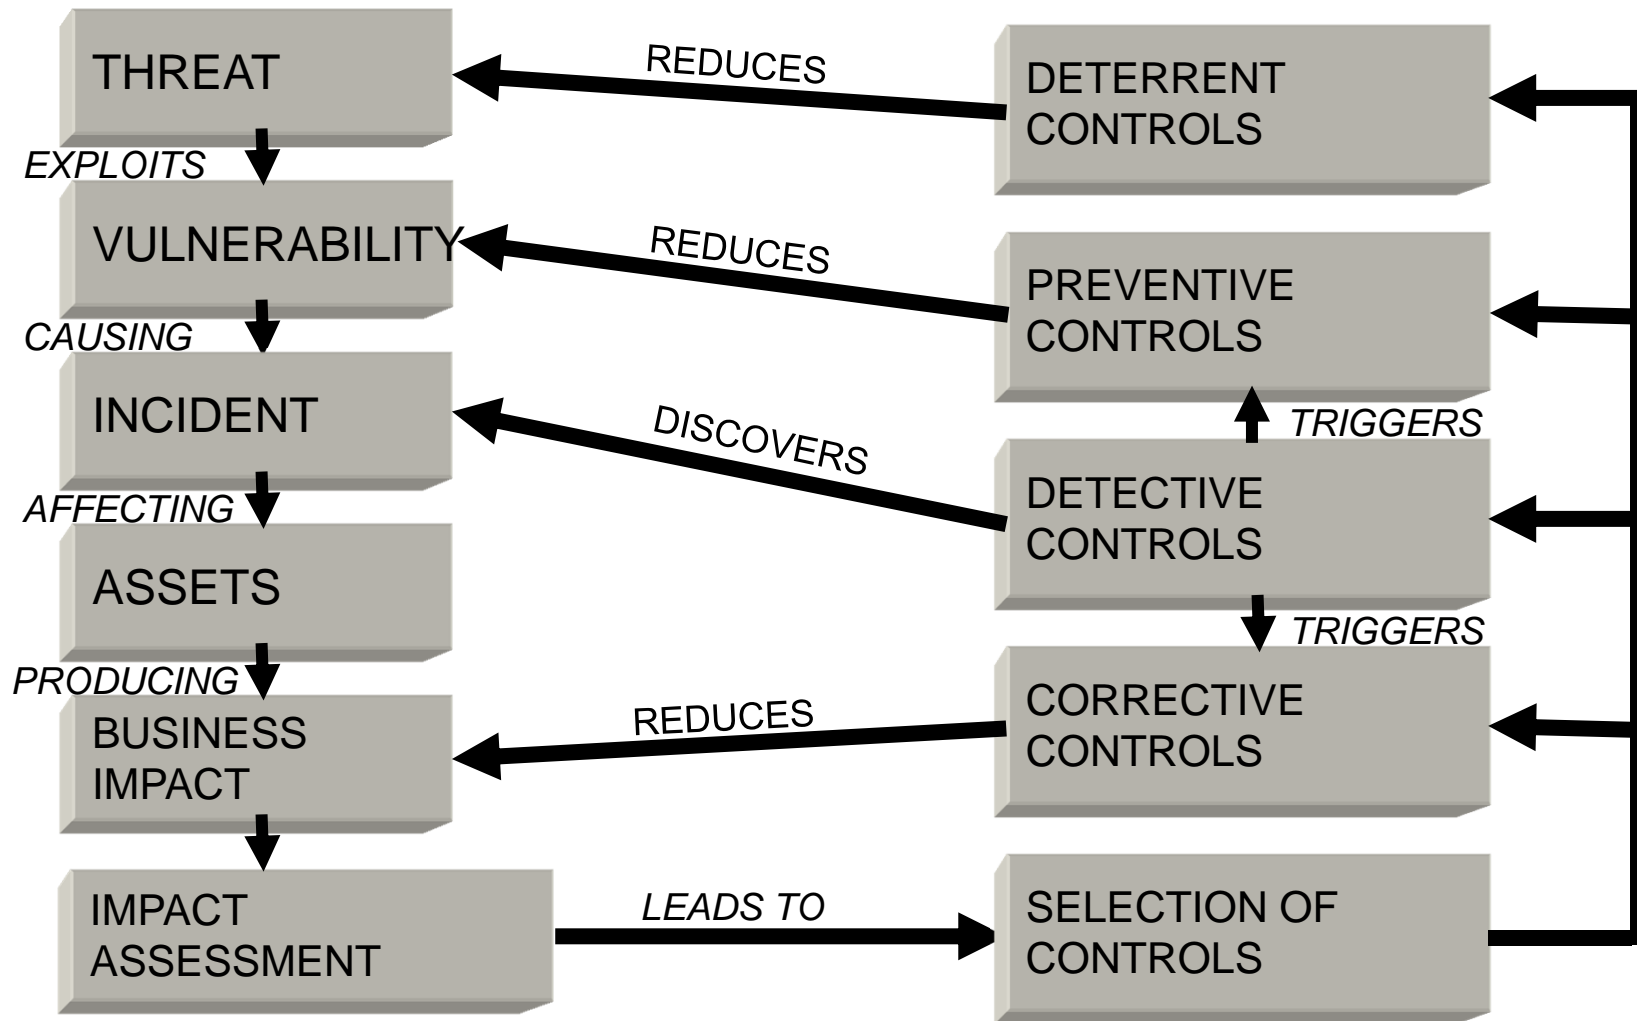 THREAT
REDUCES
DETERRENT
CONTROLS
EXPLOITS
VULNERABILITY
REDUCES
PREVENTIVE
CONTROLS
CAUSING
INCIDENT
DISCOVERS
TRIGGERS
DETECTIVE
CONTROLS
AFFECTING
ASSETS
TRIGGERS
PRODUCING
BUSINESS
IMPACT
REDUCES
CORRECTIVE
CONTROLS
IMPACT
ASSESSMENT
LEADS TO
SELECTION OF
CONTROLS